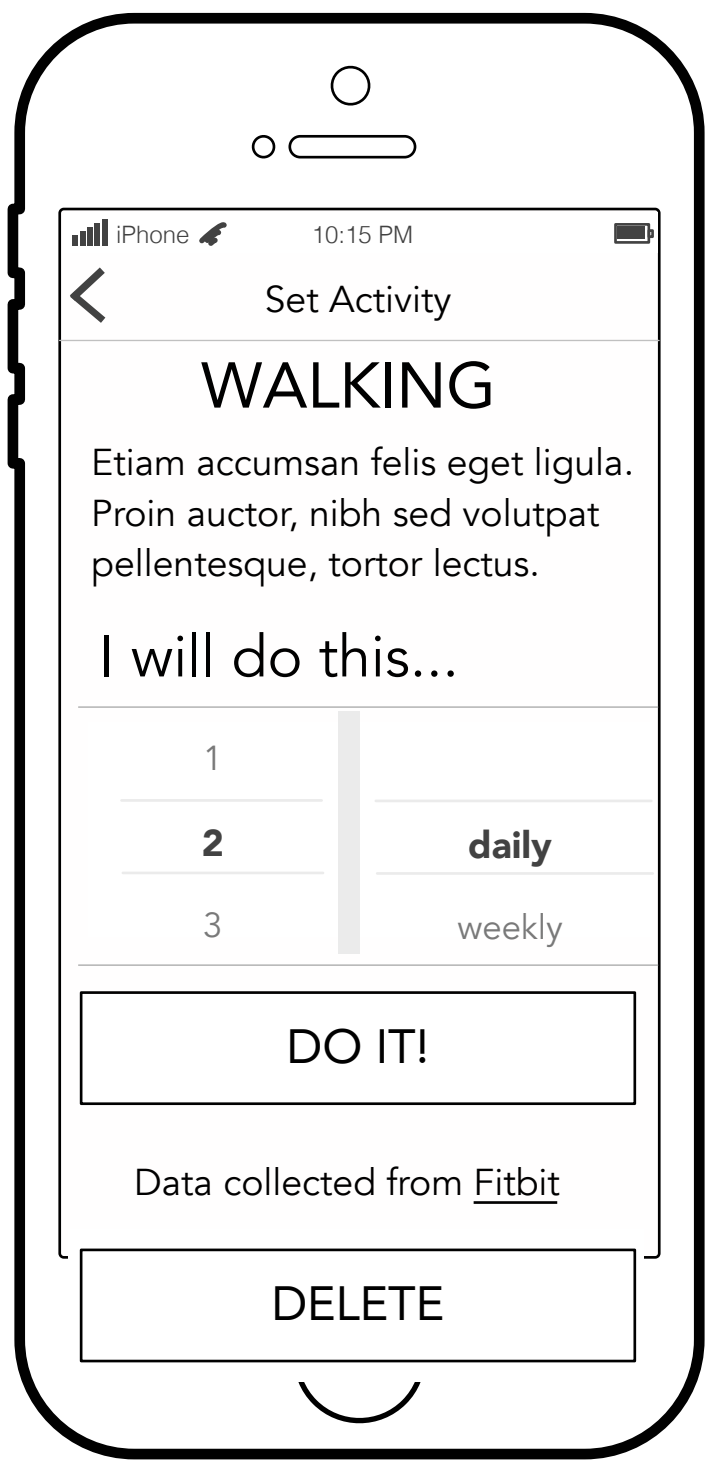 iPhone 10:15 PM
Set Activity
WALKING
Etiam accumsan felis eget ligula.
Proin auctor, nibh sed volutpat
pellentesque, tortor lectus.
I will do this...
1
2 daily
3 weekly
DO IT!
Data collected from Fitbit
DELETE